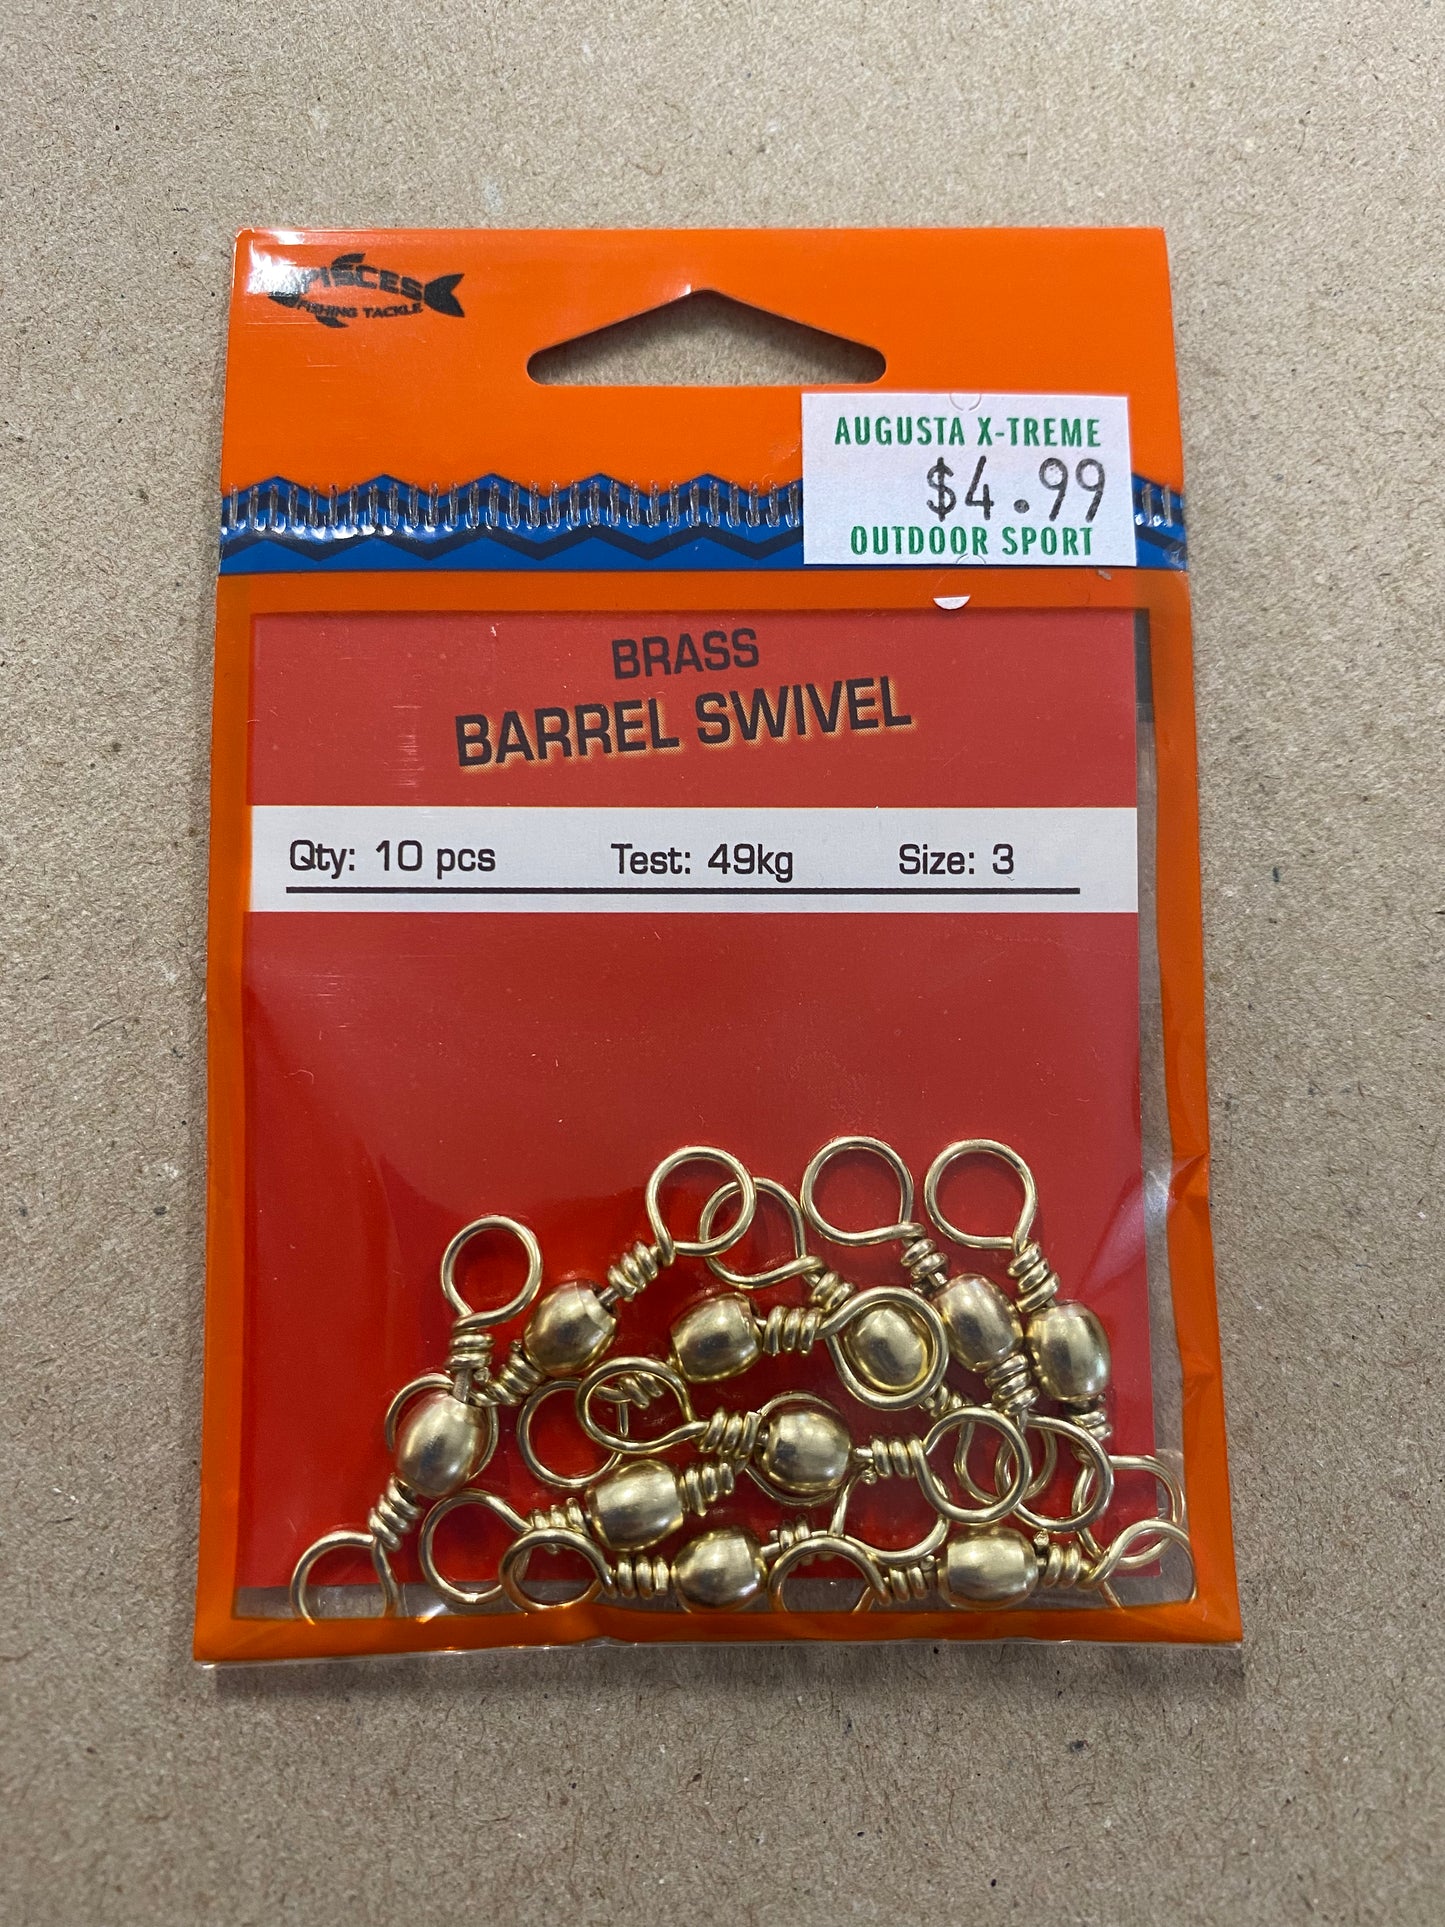 PISCES
FISHING TACKLE
AUGUSTA X-TREME
$4.99
OUTDOOR SPORT
BRASS
BARREL SWIVEL
Qty: 10 pcs Test: 49kg Size: 3